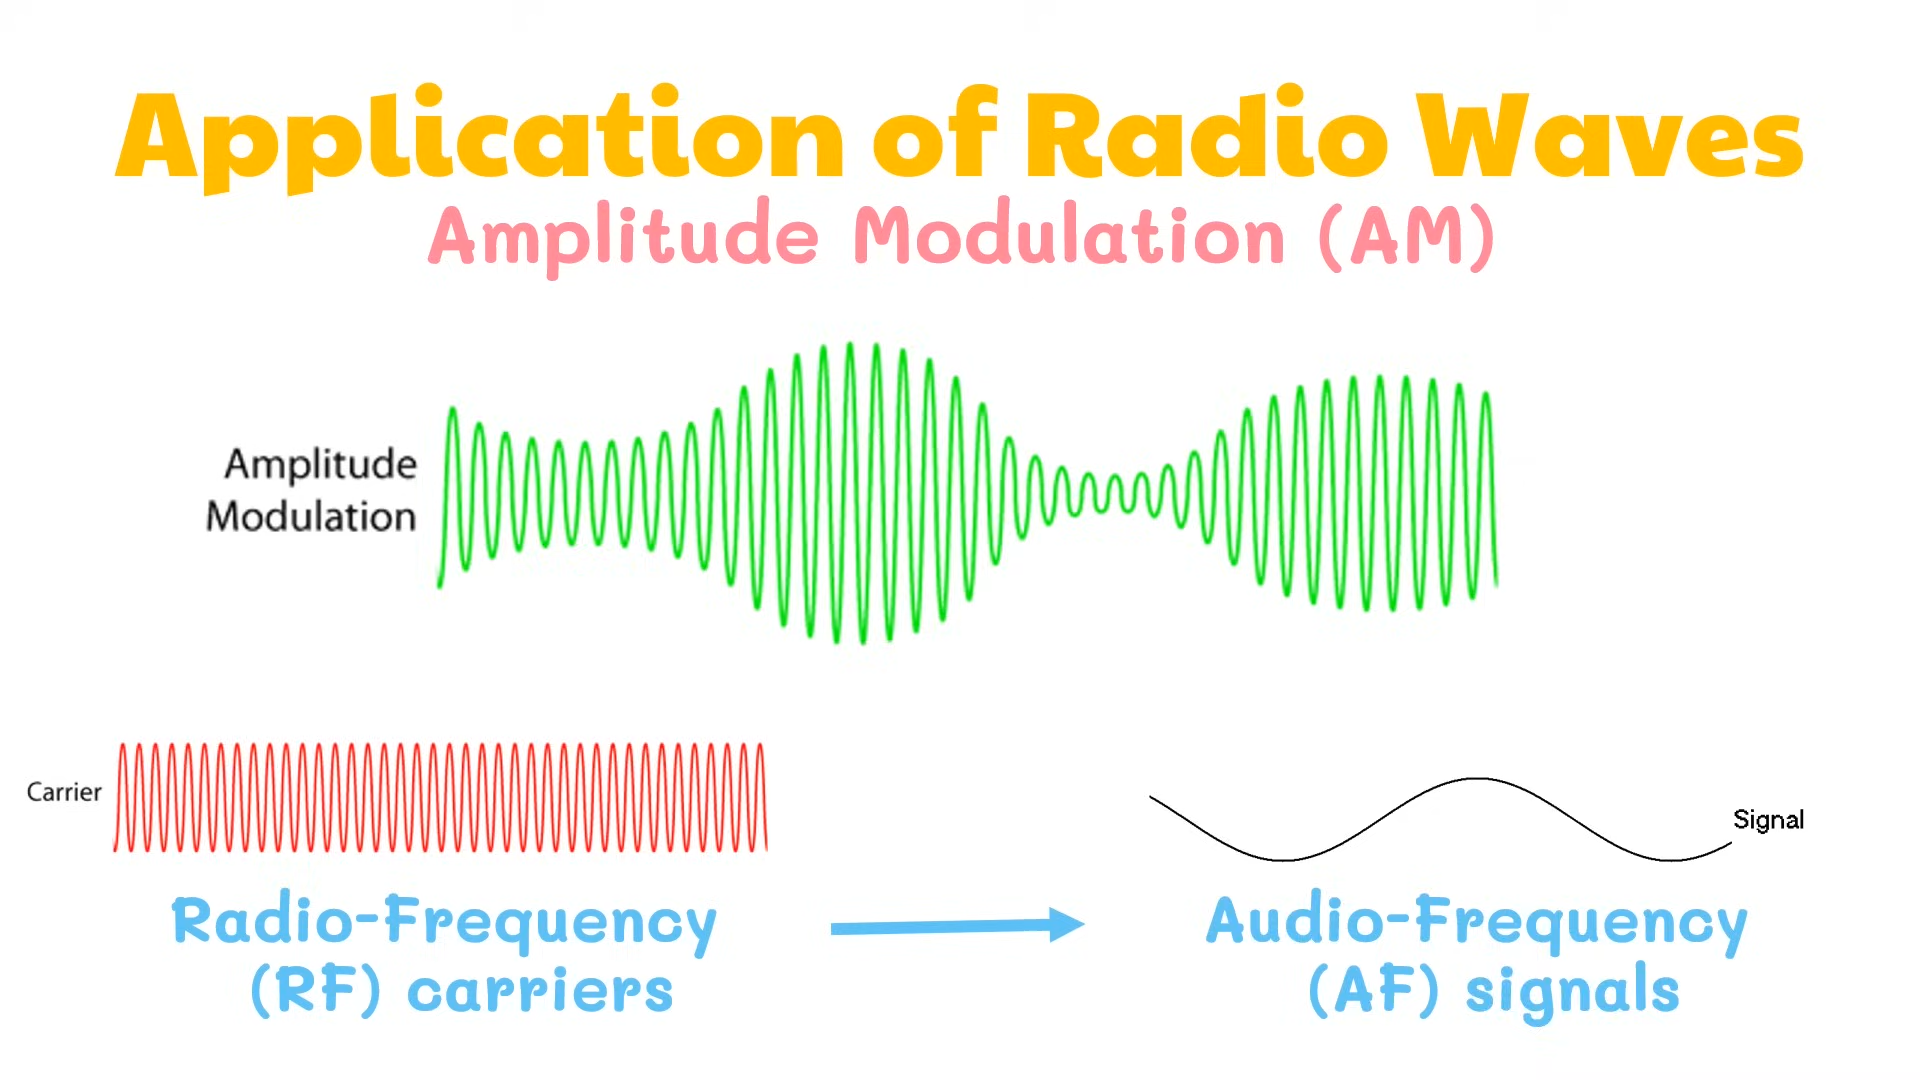 Application of Radio Waves
Amplitude Modulation (AM)
Amplitude
Modulation
Carrier
Signal
Radio-Frequency
(RF) carriers
Audio-Frequency
(AF) signals